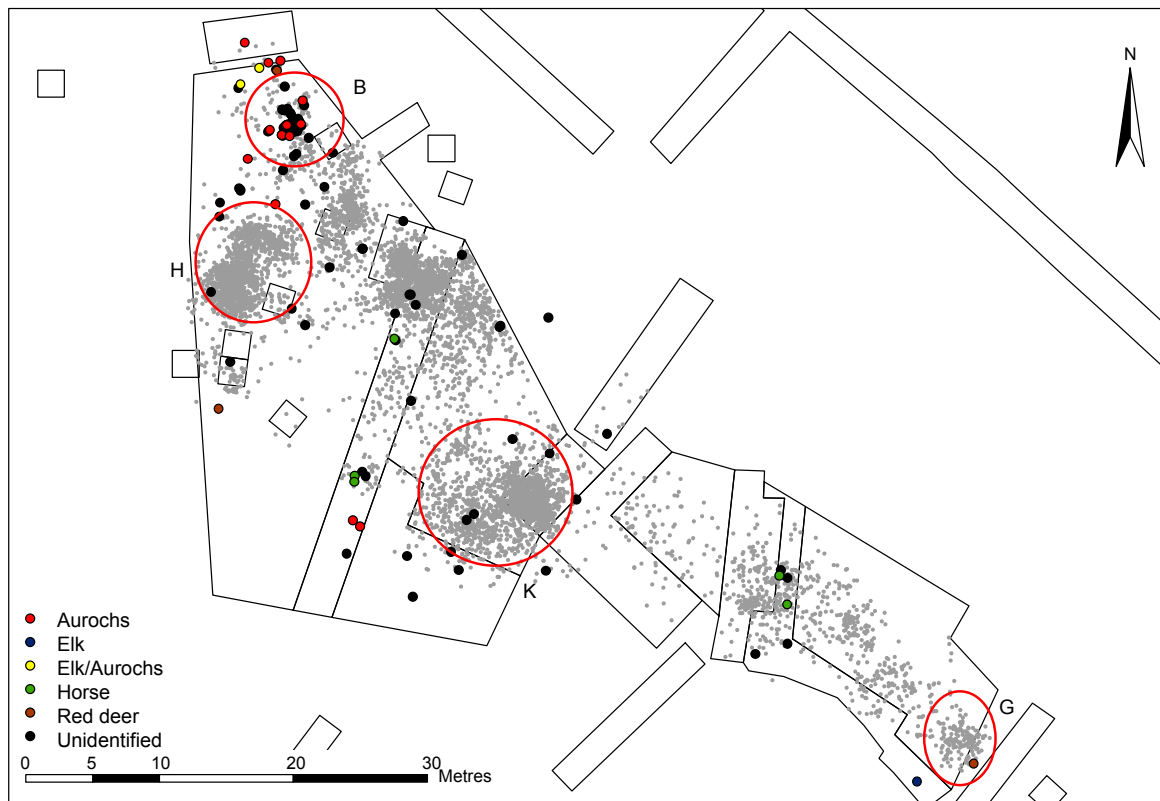 N
B
H
K
G
Aurochs
Elk
Elk/Aurochs
Horse
Red deer
Unidentified
0 5 10 20 30 Metres